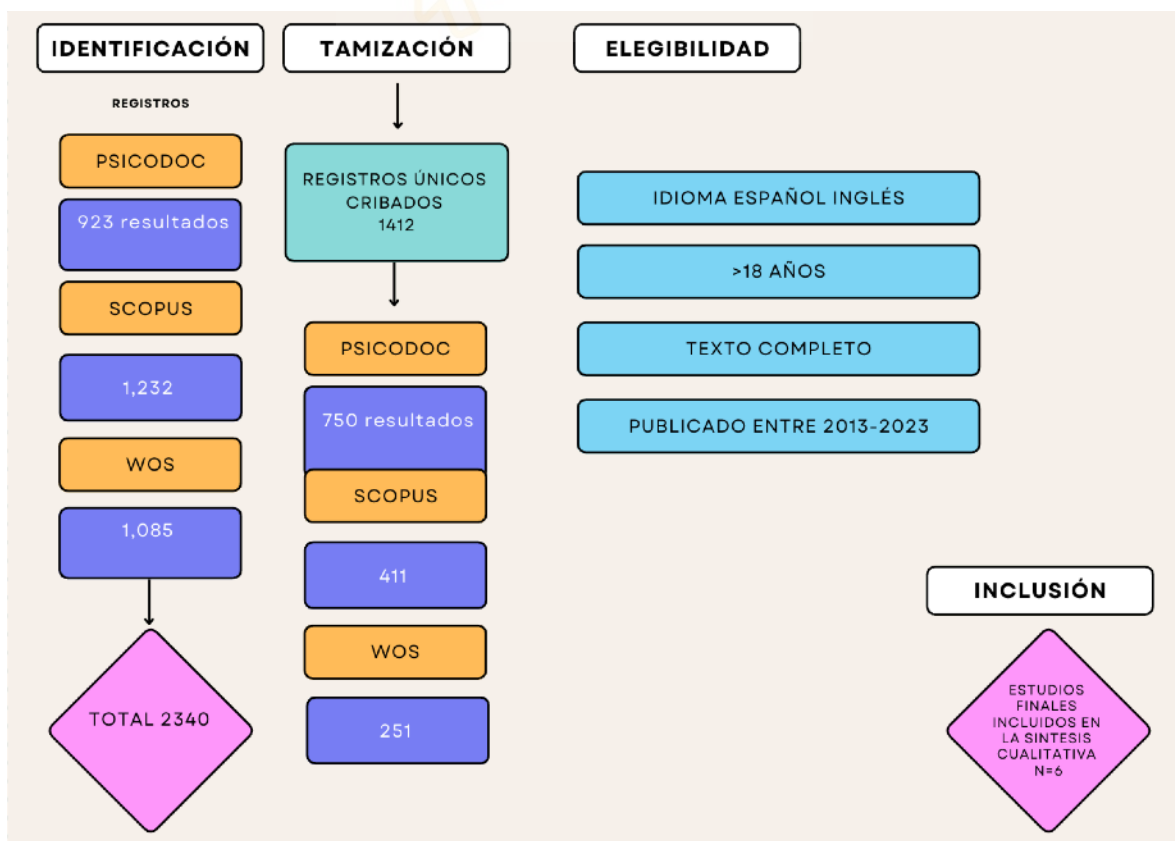 IDENTIFICACIÓN
REGISTROS
PSICODOC
923 resultados
SCOPUS
1,232
WOS
1,085
TOTAL 2340
TAMIZACIÓN
REGISTROS ÚNICOS
CRIBADOS
1412
PSICODOC
750 resultados
SCOPUS
411
WOS
251
ELEGIBILIDAD
IDIOMA ESPAÑOL INGLÉS
>18 AÑOS
TEXTO COMPLETO
PUBLICADO ENTRE 2013-2023
INCLUSIÓN
ESTUDIOS
FINALES
INCLUIDOS EN
LA SINTESIS
CUALITATIVA
N=6